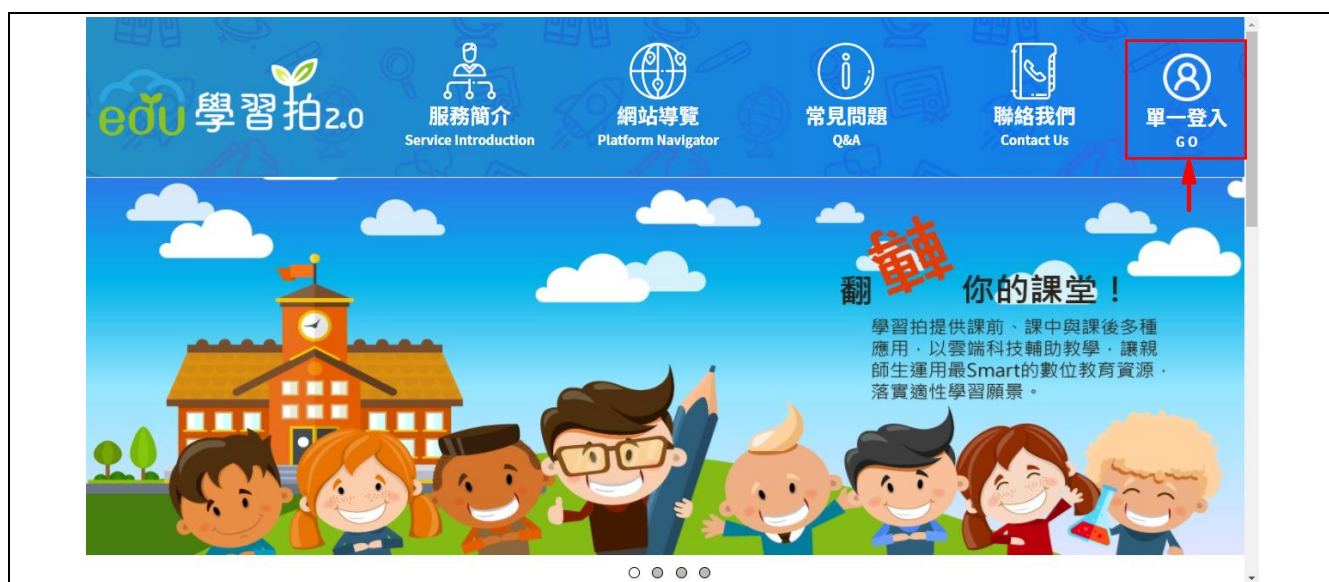 edu 學習拍2.0
服務簡介
Service Introduction
網站導覽
Platform Navigator
常見問題
Q&A
聯絡我們
Contact Us
單一登入
G O
翻轉你的課堂！
學習拍提供課前、課中與課後多種
應用，以雲端科技輔助教學，讓親
師生運用最Smart的數位教育資源，
落實適性學習願景。